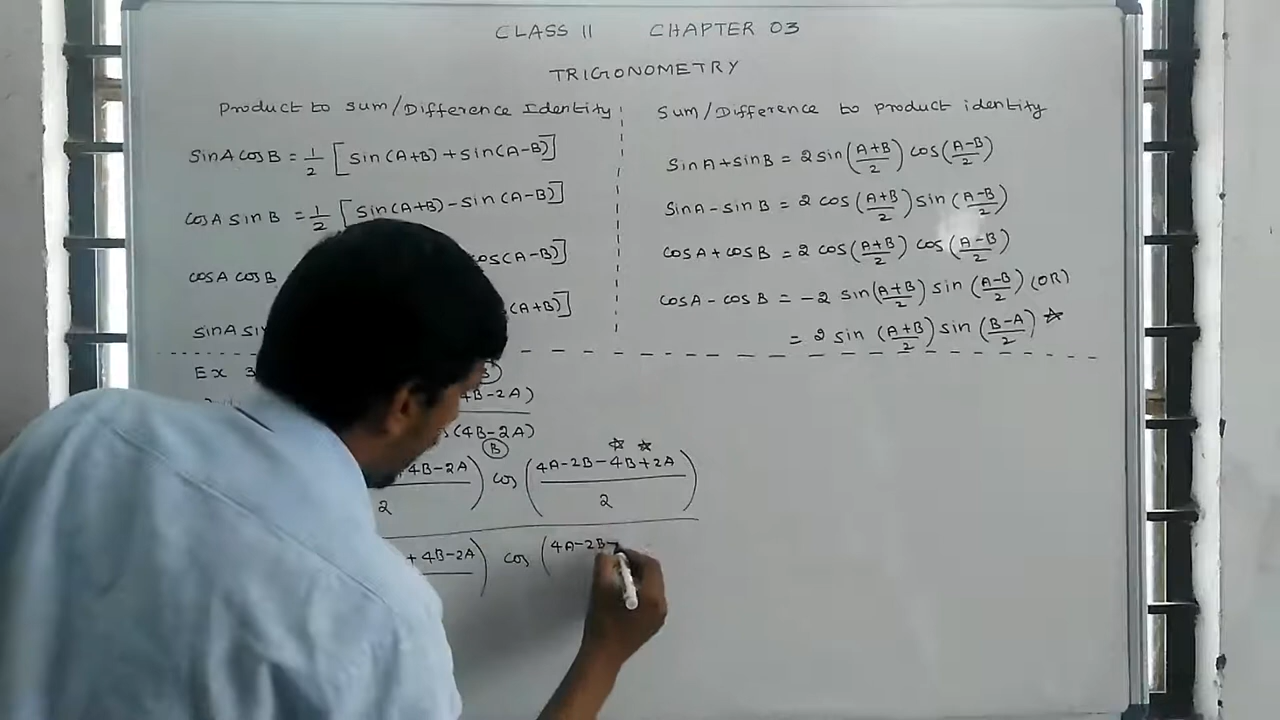 CLASS 11 CHAPTER 03
TRIGONOMETRY
Product to Sum/Difference Identity
SinA cosB = 1/2 [sin(A+B)+sin(A-B)]
cosA sin B = 1/2 [sin(A+B)-sin(A-B)]
cosA cosB cos(A-B)]
sinA (A+B)]
Sum/Difference to product identity
SinA+sinB = 2sin(A+B/2) cos(A-B/2)
SinA-sinB = 2 cos(A+B/2) sin(A-B/2)
cosA+cosB = 2 cos(A+B/2) cos(A-B/2)
cosA-cosB = -2 sin(A+B/2) sin(A-B/2) (OR)
= 2 sin (A+B/2) sin(B-A/2) ☆
Ex 3
4B-2A)
(4B-2A)
B ☆ ☆
+4B-2A/2) cos(4A-2B-4B+2A/2)
+4B-2A) cos (4A-2B-